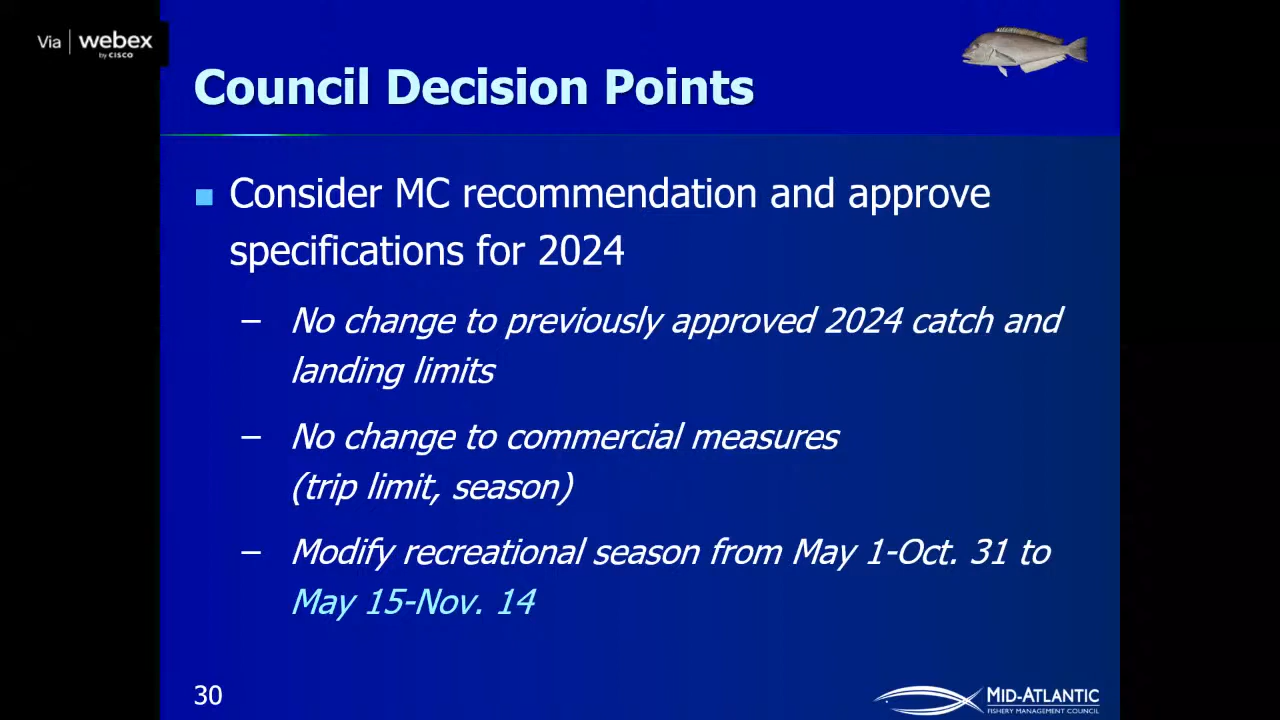 Via | webex
by CISCO
Council Decision Points
Consider MC recommendation and approve
specifications for 2024
– No change to previously approved 2024 catch and
landing limits
– No change to commercial measures
(trip limit, season)
– Modify recreational season from May 1-Oct. 31 to
May 15-Nov. 14
30
MID-ATLANTIC
FISHERY MANAGEMENT COUNCIL